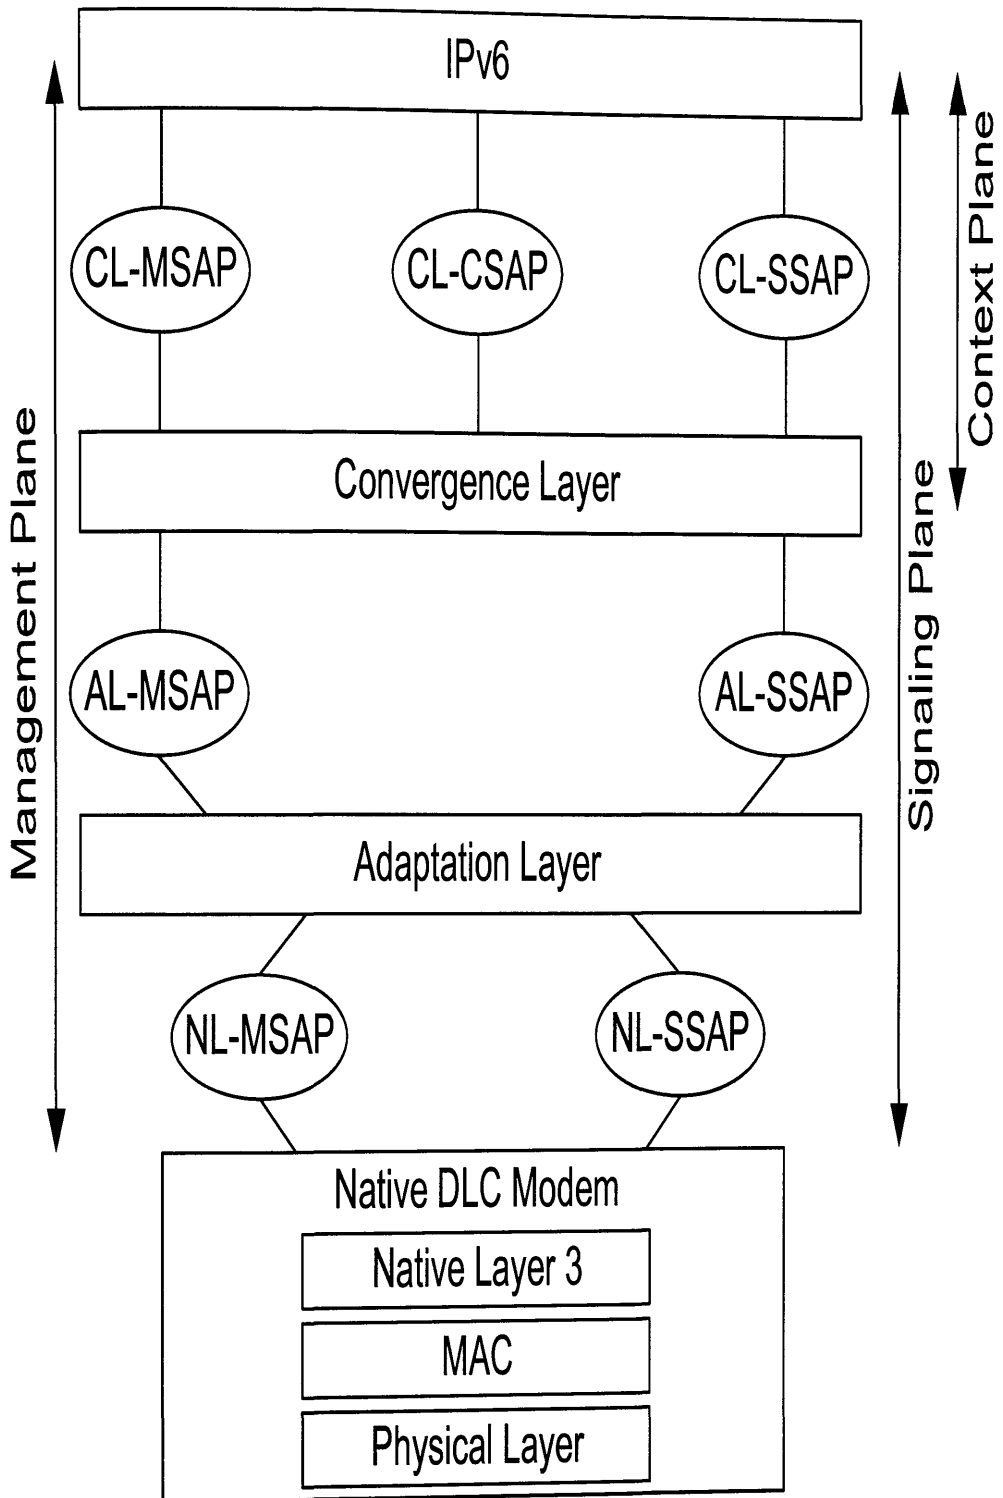 IPv6
CL-MSAP
CL-CSAP
CL-SSAP
Context Plane
Convergence Layer
Management Plane
Signaling Plane
AL-MSAP
AL-SSAP
Adaptation Layer
NL-MSAP
NL-SSAP
Native DLC Modem
Native Layer 3
MAC
Physical Layer